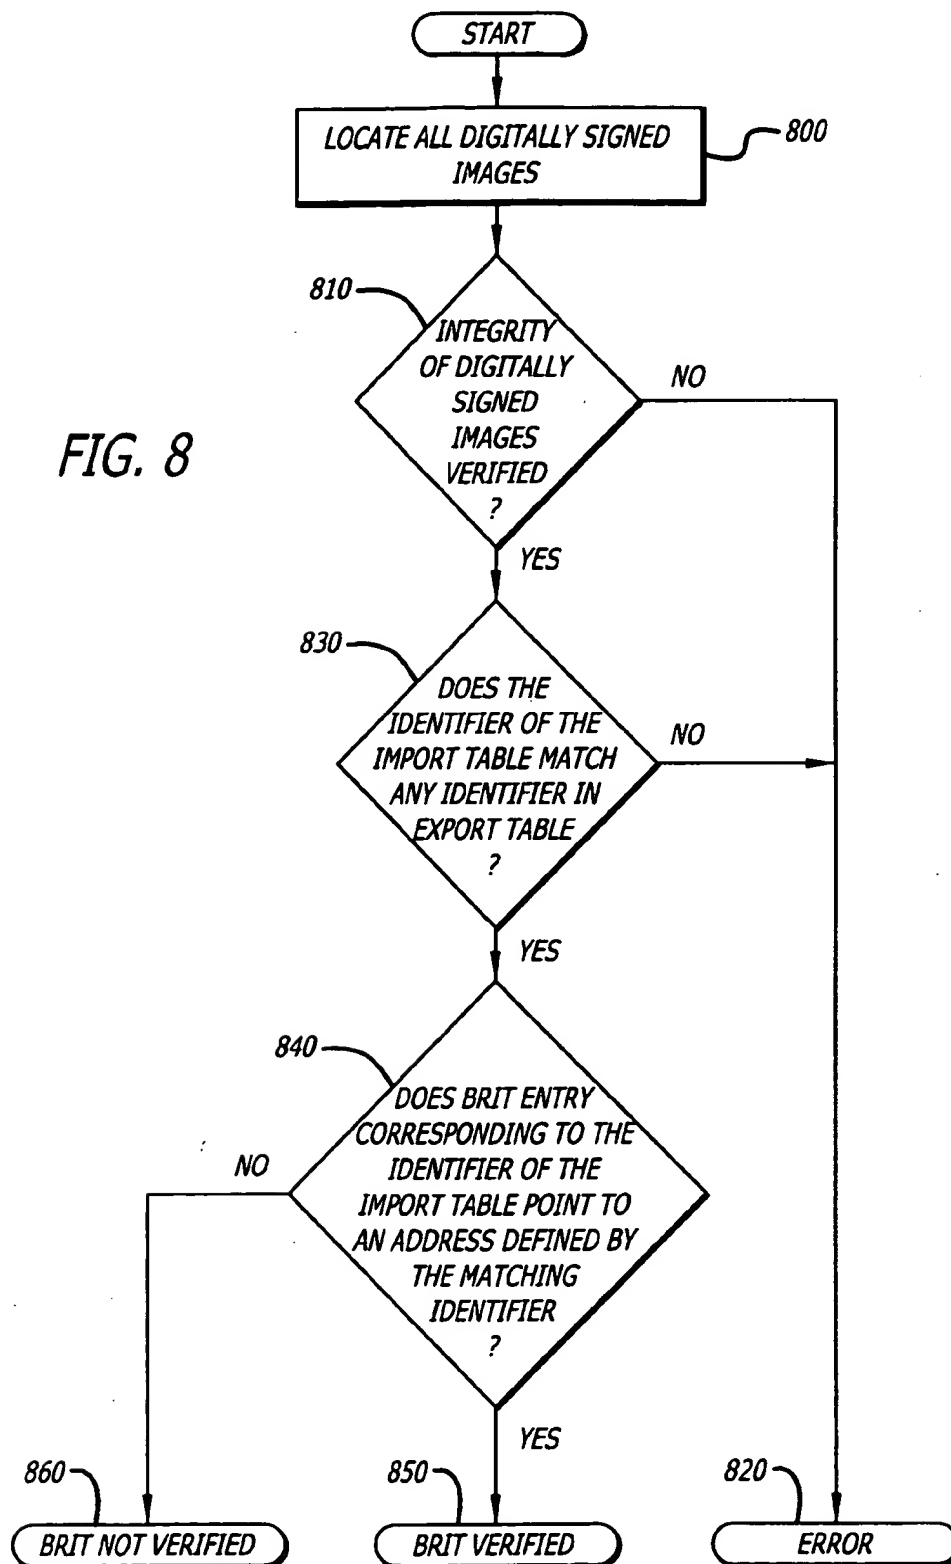 START
LOCATE ALL DIGITALLY SIGNED
IMAGES
800
810
INTEGRITY
OF DIGITALLY
SIGNED
IMAGES
VERIFIED
?
NO
FIG. 8
YES
830
DOES THE
IDENTIFIER OF THE
IMPORT TABLE MATCH
ANY IDENTIFIER IN
EXPORT TABLE
?
NO
YES
840
DOES BRIT ENTRY
CORRESPONDING TO THE
IDENTIFIER OF THE
IMPORT TABLE POINT TO
AN ADDRESS DEFINED BY
THE MATCHING
IDENTIFIER
?
NO
YES
860
BRIT NOT VERIFIED
850
BRIT VERIFIED
820
ERROR